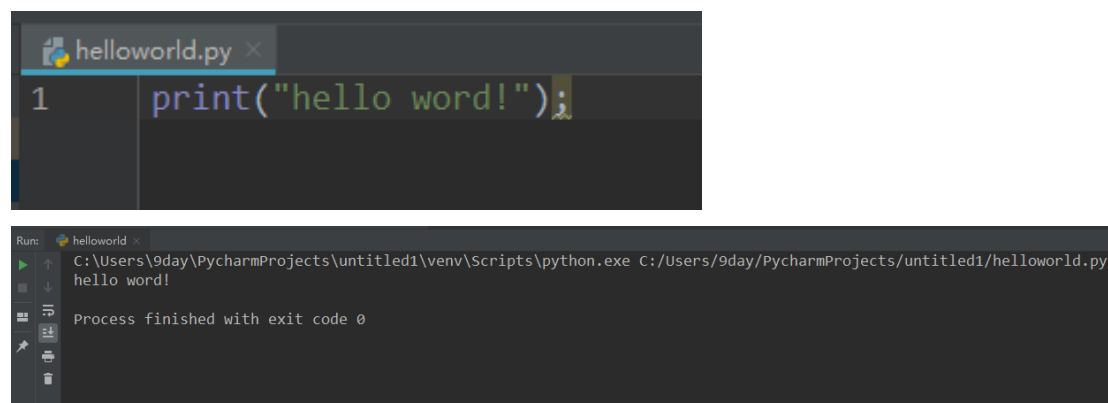 helloworld.py
1 print("hello word!");
Run: helloworld
C:\Users\9day\PycharmProjects\untitled1\venv\Scripts\python.exe C:/Users/9day/PycharmProjects/untitled1/helloworld.py
hello word!
Process finished with exit code 0